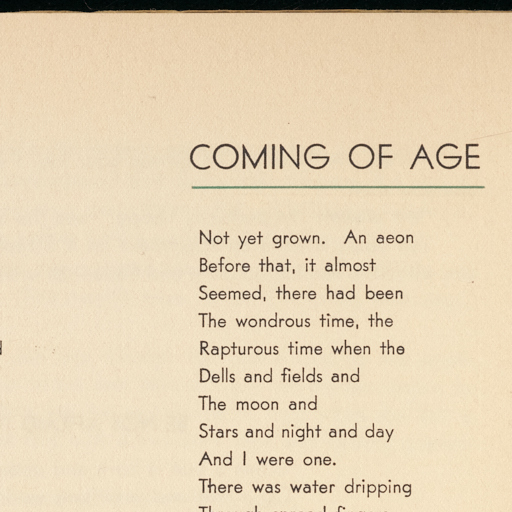 COMING OF AGE
Not yet grown. An aeon
Before that, it almost
Seemed, there had been
The wondrous time, the
Rapturous time when the
Dells and fields and
The moon and
Stars and night and day
And I were one.
There was water dripping